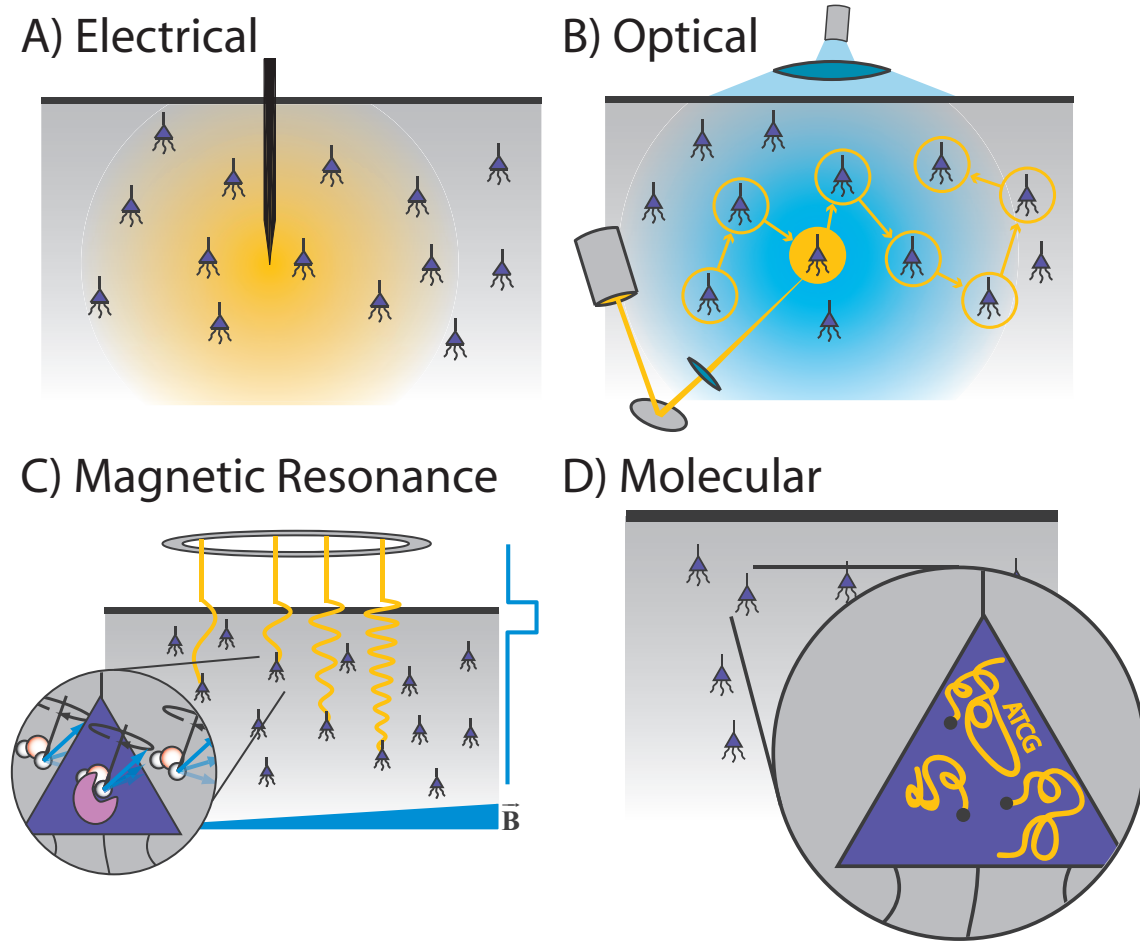 A) Electrical
B) Optical
C) Magnetic Resonance
D) Molecular
ATCG
B